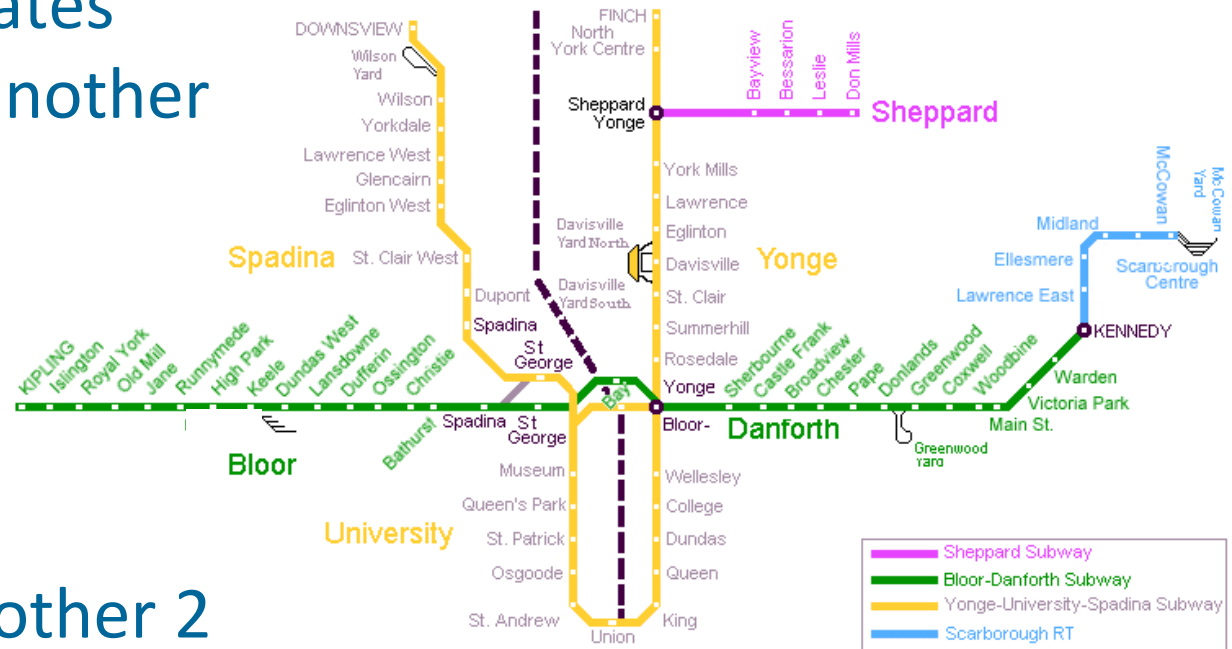 ates
nother
other 2
DOWNSVIEW
Wilson
Yard
Wilson
Yorkdale
Lawrence West
Glencairn
Eglinton West
Spadina
St. Clair West
Dupont
Spadina
St
George
FINCH
North
York Centre
Sheppard
Yonge
Bayview
Bessarion
Leslie
Don Mills
Sheppard
York Mills
Lawrence
Eglinton
Davisville
Yard North
Davisville
Yonge
Davisville
Yard South
St. Clair
Summerhill
Rosedale
Yonge
Bloor-
McCowan
McCowan
Yard
Midland
Ellesmere
Scarborough
Centre
Lawrence East
KENNEDY
KIPLING
Islington
Royal York
Old Mill
Jane
Runnymede
High Park
Keele
Dundas West
Lansdowne
Dufferin
Ossington
Christie
Bathurst
Spadina
St
George
Bay
Sherbourne
Castle Frank
Broadview
Chester
Pape
Donlands
Greenwood
Coxwell
Woodbine
Main St.
Victoria Park
Warden
Bloor
Danforth
Greenwood
Yard
Museum
Queen's Park
St. Patrick
Osgoode
St. Andrew
Union
King
Queen
Dundas
College
Wellesley
University
Sheppard Subway
Bloor-Danforth Subway
Yonge-University-Spadina Subway
Scarborough RT